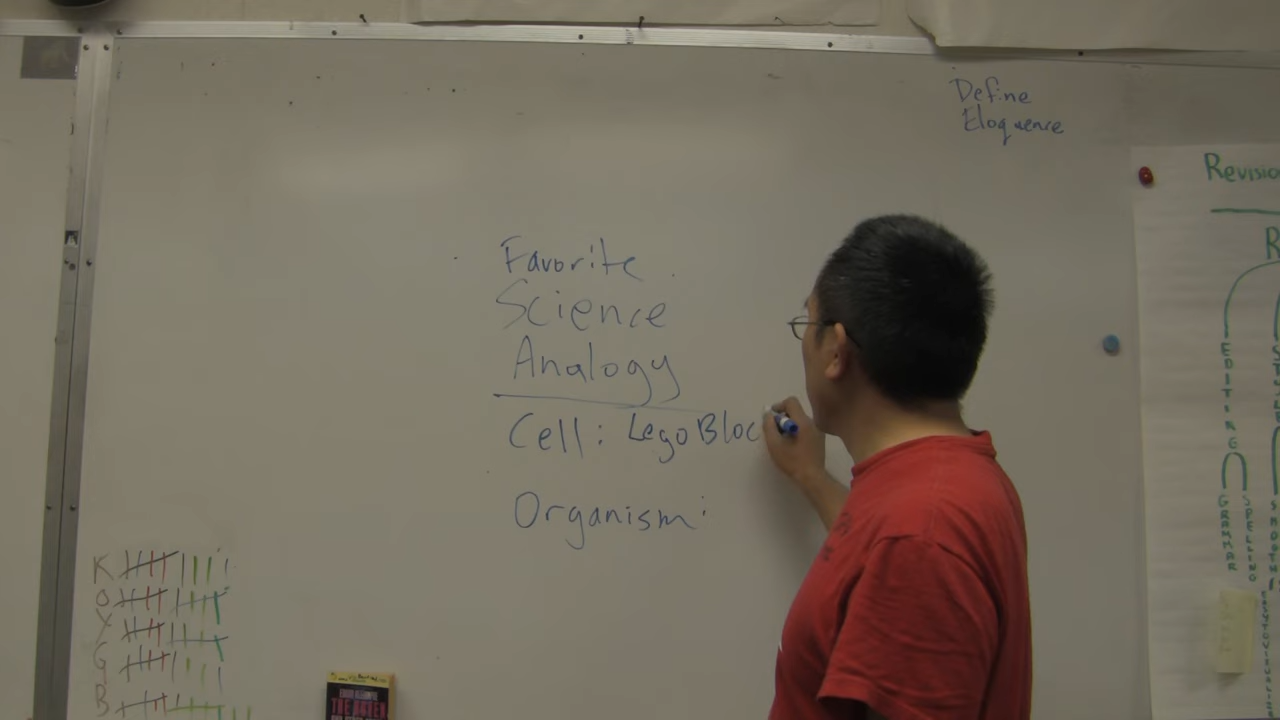 Define
Eloquence
Favorite
Science
Analogy
Cell: Lego Bloc
Organism:
K
O
Y
G
B
Revisio
R
EDITING
GRAMMAR
SPELLING